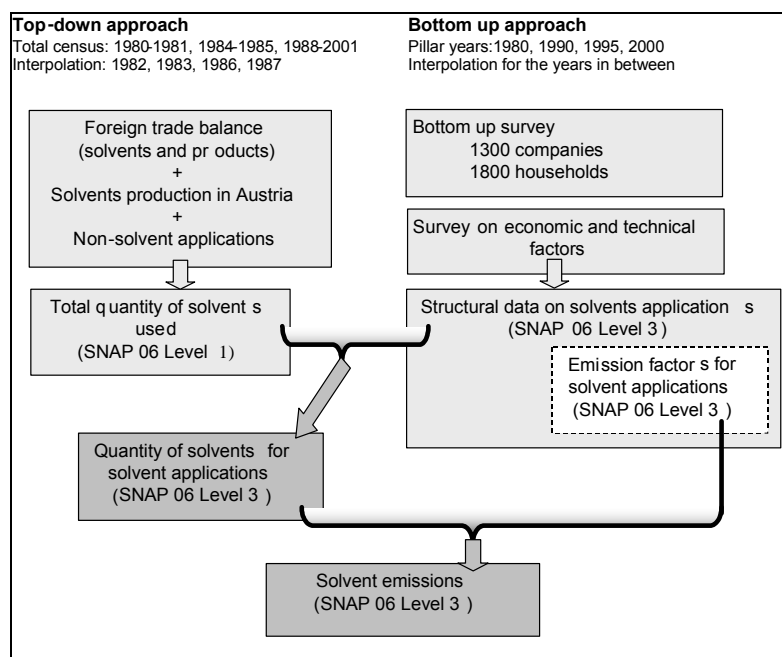 Top-down approach
Total census: 1980-1981, 1984-1985, 1988-2001
Interpolation: 1982, 1983, 1986, 1987
Bottom up approach
Pillar years:1980, 1990, 1995, 2000
Interpolation for the years in between
Foreign trade balance
(solvents and pr oducts)
+
Solvents production in Austria
+
Non-solvent applications
Bottom up survey
1300 companies
1800 households
Survey on economic and technical
factors
Total q uantity of solvent s
used
(SNAP 06 Level 1)
Structural data on solvents application s
(SNAP 06 Level 3 )
Emission factor s for
solvent applications
(SNAP 06 Level 3 )
Quantity of solvents for
solvent applications
(SNAP 06 Level 3 )
Solvent emissions
(SNAP 06 Level 3 )